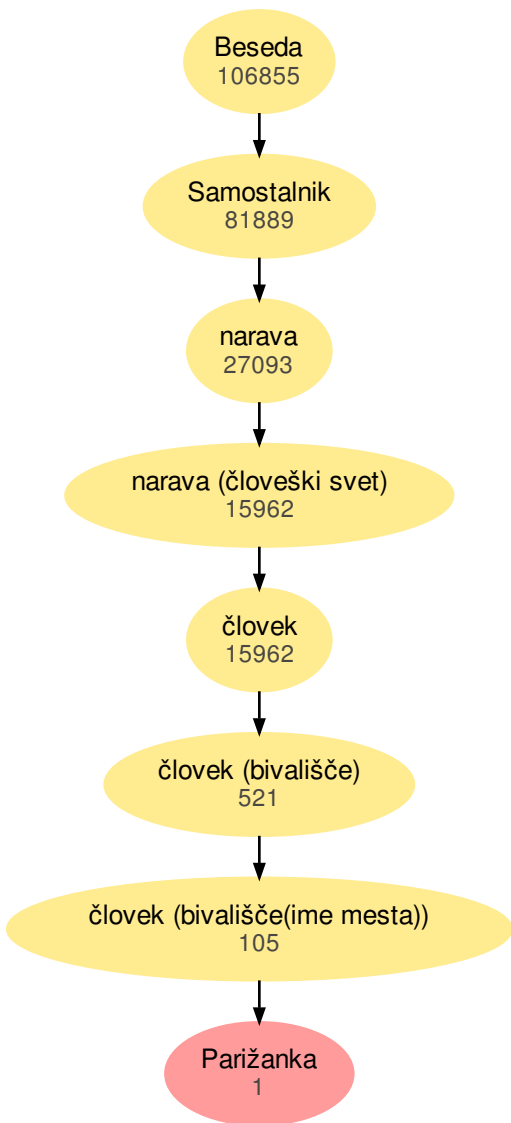 Beseda
106855
Samostalnik
81889
narava
27093
narava (človeški svet)
15962
človek
15962
človek (bivališče)
521
človek (bivališče(ime mesta))
105
Parižanka
1